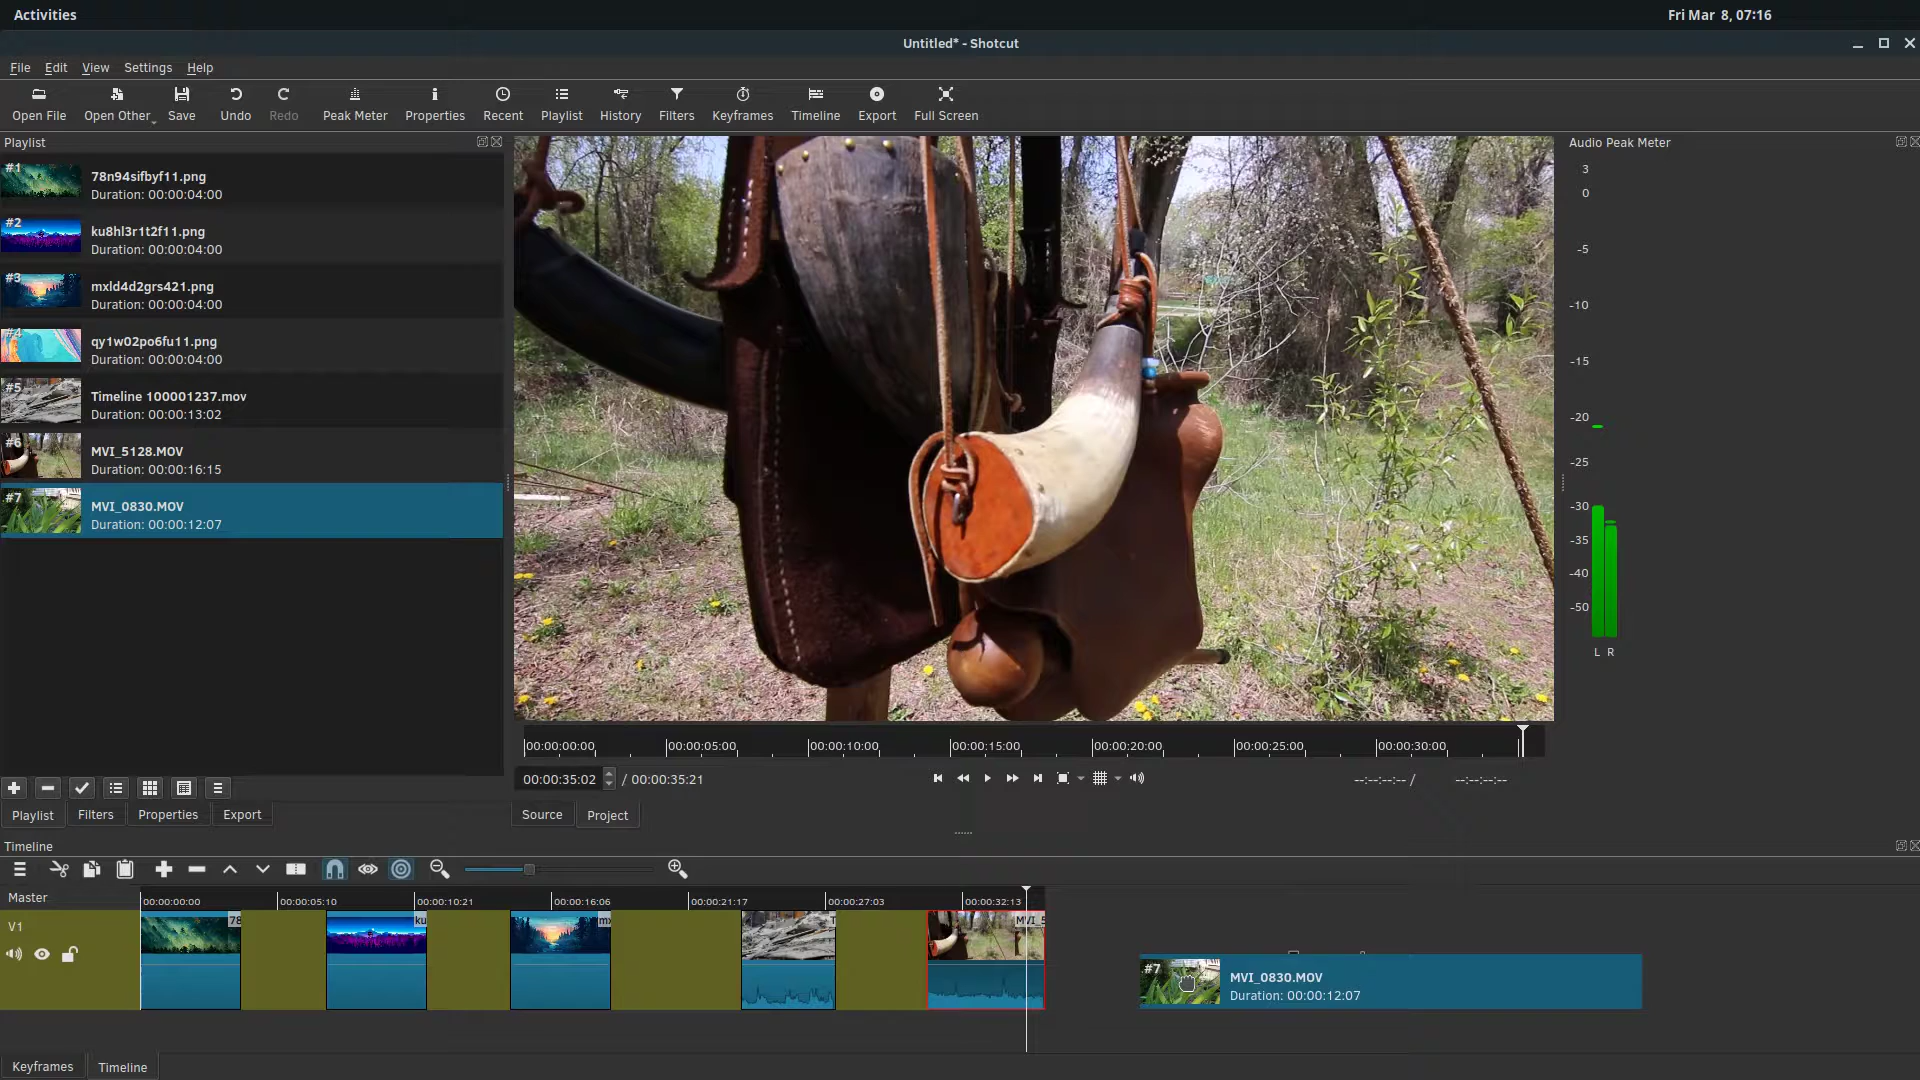 Activities
Fri Mar 8, 07:16
Untitled* - Shotcut
File Edit View Settings Help
Open File Open Other Save Undo Redo Peak Meter Properties Recent Playlist History Filters Keyframes Timeline Export Full Screen
Playlist
#1 78n94sifbyf11.png
Duration: 00:00:04:00
#2 ku8hl3r1t2f11.png
Duration: 00:00:04:00
#3 mxld4d2grs421.png
Duration: 00:00:04:00
#4 qy1w02po6fu11.png
Duration: 00:00:04:00
#5 Timeline 100001237.mov
Duration: 00:00:13:02
#6 MVI_5128.MOV
Duration: 00:00:16:15
#7 MVI_0830.MOV
Duration: 00:00:12:07
Playlist Filters Properties Export
00:00:00:00 00:00:05:00 00:00:10:00 00:00:15:00 00:00:20:00 00:00:25:00 00:00:30:00
00:00:35:02 / 00:00:35:21
--:--:--:-- / --:--:--:--
Source Project
Audio Peak Meter
3
0
-5
-10
-15
-20
-25
-30
-35
-40
-50
L R
Timeline
Master
00:00:00:00 00:00:05:10 00:00:10:21 00:00:16:06 00:00:21:17 00:00:27:03 00:00:32:13
V1
78 ku mx T MVI_5
#7 MVI_0830.MOV
Duration: 00:00:12:07
Keyframes Timeline